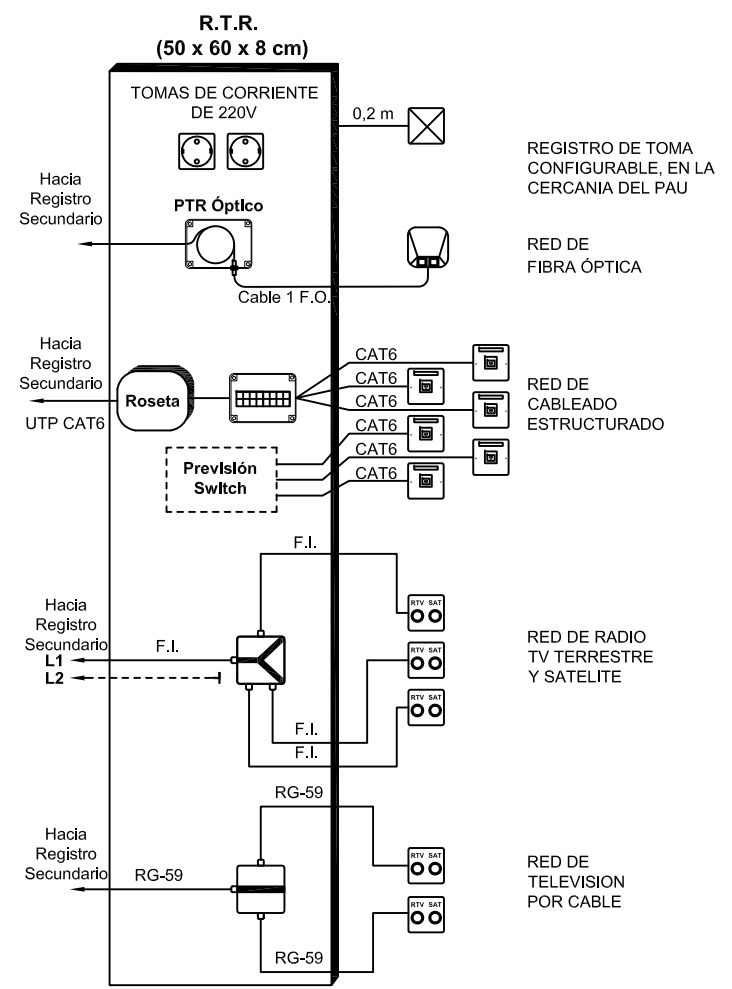 R.T.R.
(50 x 60 x 8 cm)
TOMAS DE CORRIENTE
DE 220V
0,2 m
REGISTRO DE TOMA
CONFIGURABLE, EN LA
CERCANIA DEL PAU
Hacia
Registro
Secundario
PTR Óptico
RED DE
FIBRA ÓPTICA
Cable 1 F.O.
Hacia
Registro
Secundario
UTP CAT6
Roseta
CAT6
CAT6
CAT6
CAT6
CAT6
CAT6
RED DE
CABLEADO
ESTRUCTURADO
Previsión
Switch
F.I.
Hacia
Registro
Secundario
L1
L2
F.I.
F.I.
F.I.
RTV SAT
RTV SAT
RTV SAT
RED DE RADIO
TV TERRESTRE
Y SATELITE
RG-59
Hacia
Registro
Secundario
RG-59
RG-59
RTV SAT
RTV SAT
RED DE
TELEVISION
POR CABLE